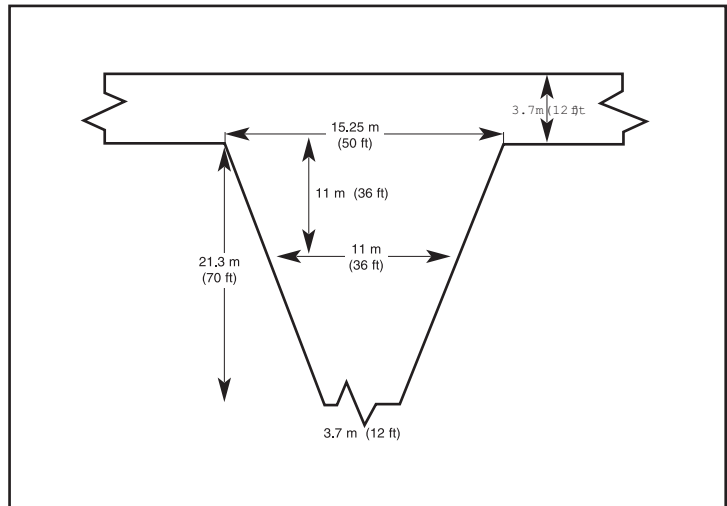 3.7m (12 ft)
15.25 m
(50 ft)
11 m (36 ft)
11 m
(36 ft)
21.3 m
(70 ft)
3.7 m (12 ft)